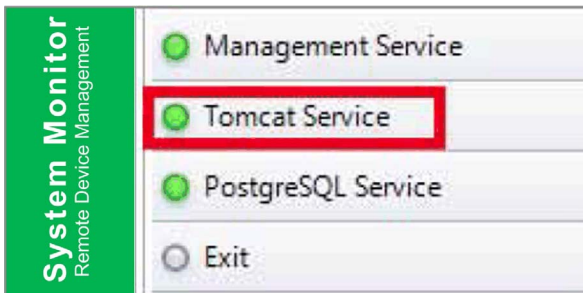 System Monitor
Remote Device Management
Management Service
Tomcat Service
PostgreSQL Service
Exit